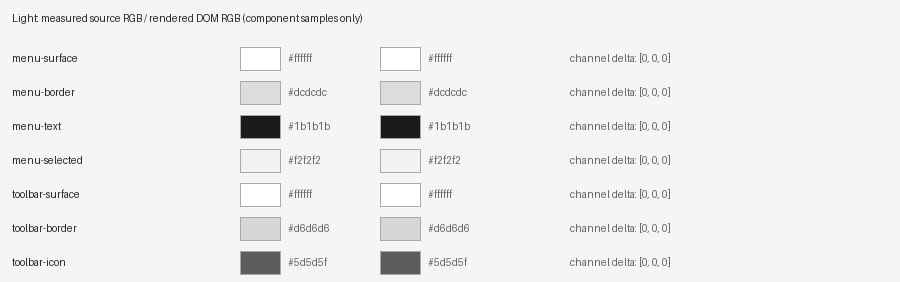 Light: measured source RGB / rendered DOM RGB (component samples only)
menu-surface #ffffff #ffffff channel delta: [0, 0, 0]
menu-border #dcdcdc #dcdcdc channel delta: [0, 0, 0]
menu-text #1b1b1b #1b1b1b channel delta: [0, 0, 0]
menu-selected #f2f2f2 #f2f2f2 channel delta: [0, 0, 0]
toolbar-surface #ffffff #ffffff channel delta: [0, 0, 0]
toolbar-border #d6d6d6 #d6d6d6 channel delta: [0, 0, 0]
toolbar-icon #5d5d5f #5d5d5f channel delta: [0, 0, 0]